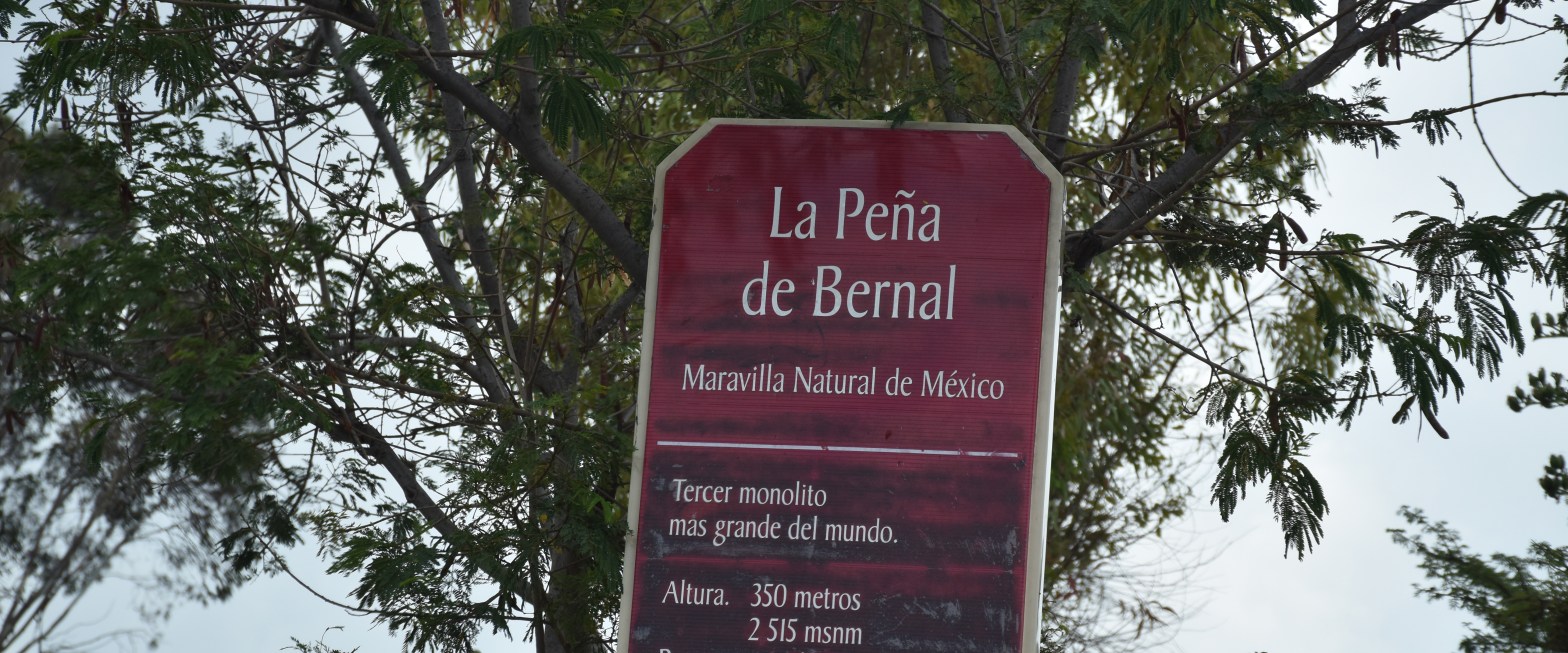 La Peña
de Bernal
Maravilla Natural de México
Tercer monolito
más grande del mundo.
Altura. 350 metros
2 515 msnm